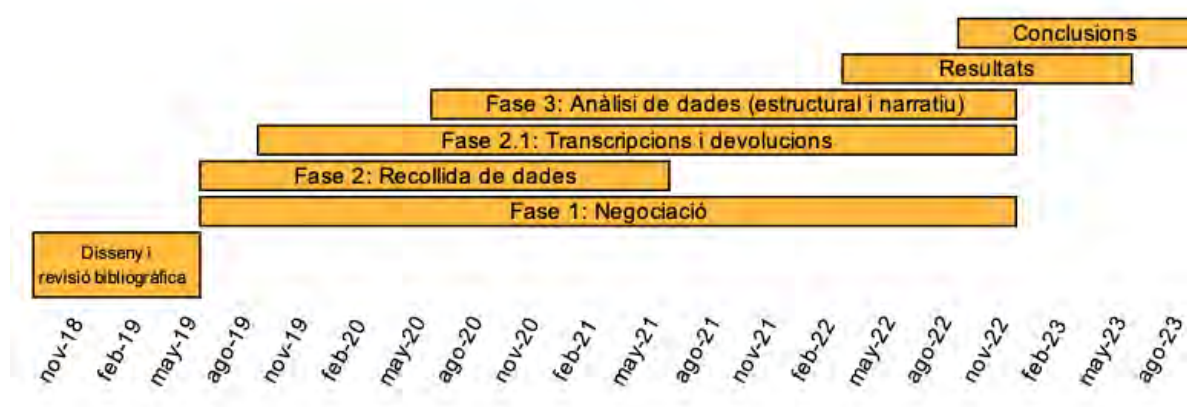 Conclusions
Resultats
Fase 3: Anàlisi de dades (estructural i narratiu)
Fase 2.1: Transcripcions i devolucions
Fase 2: Recollida de dades
Fase 1: Negociació
Disseny i
revisió bibliogràfica
nov-18
feb-19
may-19
ago-19
nov-19
feb-20
may-20
ago-20
nov-20
feb-21
may-21
ago-21
nov-21
feb-22
may-22
ago-22
nov-22
feb-23
may-23
ago-23